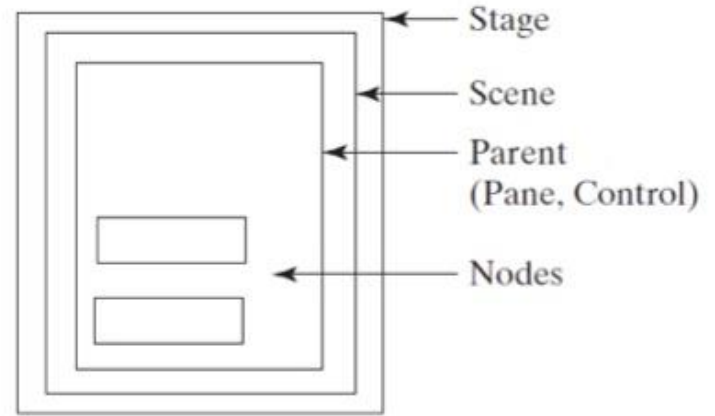 Stage
Scene
Parent
(Pane, Control)
Nodes